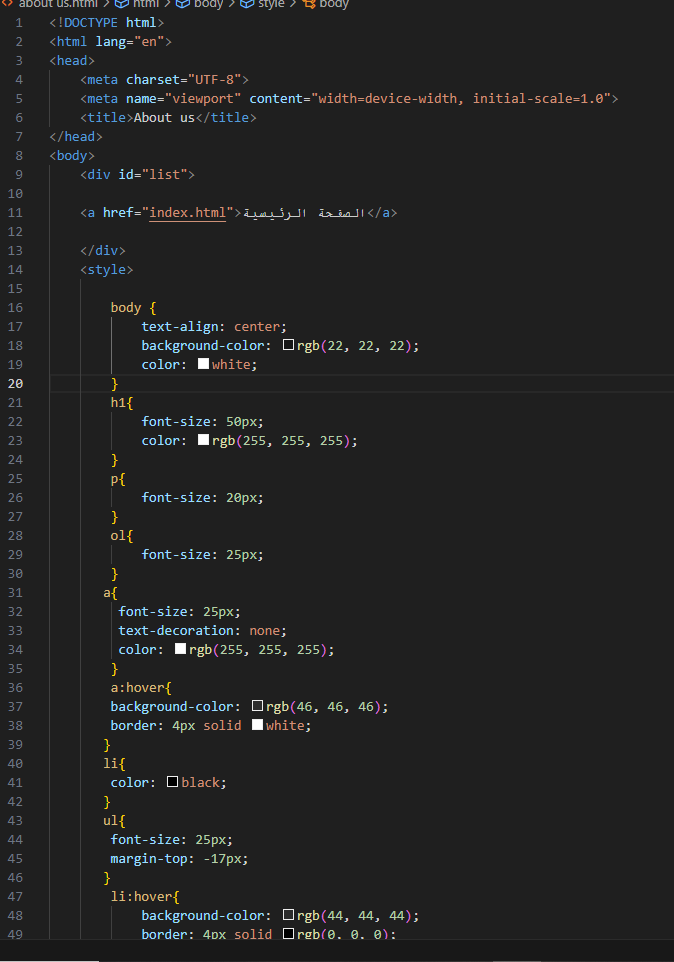 about us.html > html > body > style > body
1 <!DOCTYPE html>
2 <html lang="en">
3 <head>
4 <meta charset="UTF-8">
5 <meta name="viewport" content="width=device-width, initial-scale=1.0">
6 <title>About us</title>
7 </head>
8 <body>
9 <div id="list">
10
11 <a href="index.html">الصفحة الرئيسية</a>
12
13 </div>
14 <style>
15
16 body {
17 text-align: center;
18 background-color: rgb(22, 22, 22);
19 color: white;
20 }
21 h1{
22 font-size: 50px;
23 color: rgb(255, 255, 255);
24 }
25 p{
26 font-size: 20px;
27 }
28 ol{
29 font-size: 25px;
30 }
31 a{
32 font-size: 25px;
33 text-decoration: none;
34 color: rgb(255, 255, 255);
35 }
36 a:hover{
37 background-color: rgb(46, 46, 46);
38 border: 4px solid white;
39 }
40 li{
41 color: black;
42 }
43 ul{
44 font-size: 25px;
45 margin-top: -17px;
46 }
47 li:hover{
48 background-color: rgb(44, 44, 44);
49 border: 4px solid rgb(0, 0, 0);